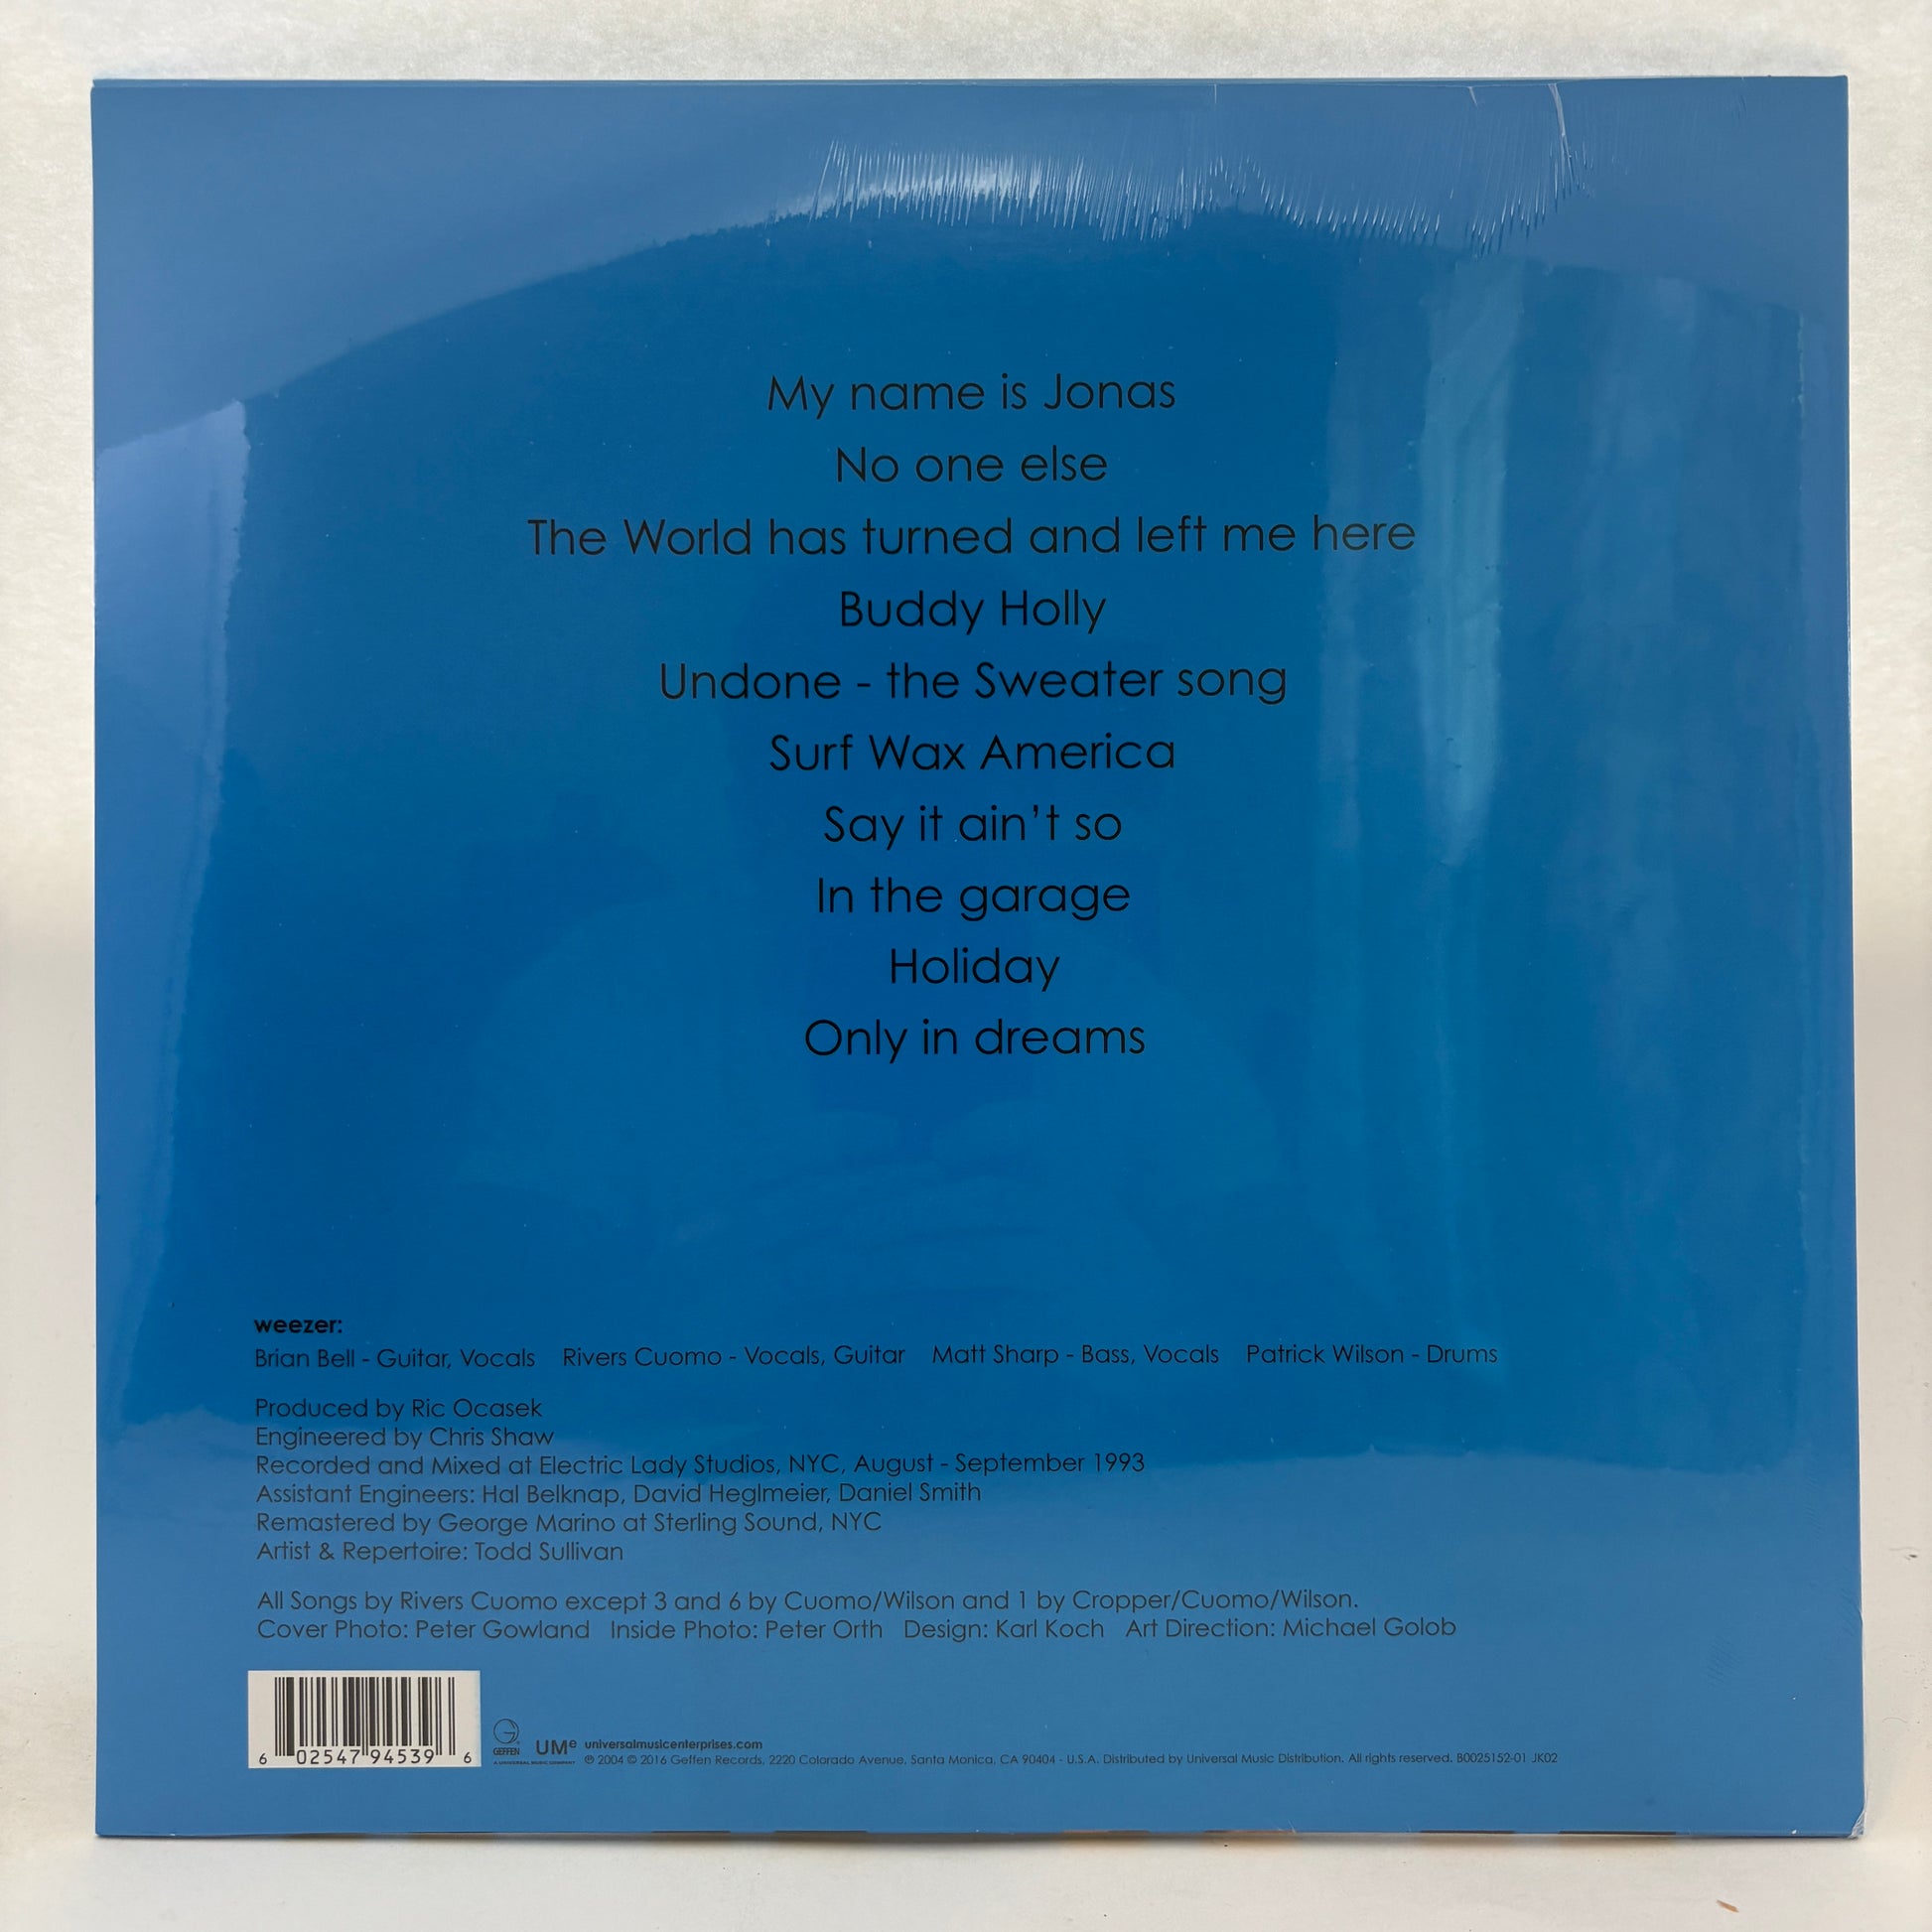 My name is Jonas
No one else
The World has turned and left me here
Buddy Holly
Undone - the Sweater song
Surf Wax America
Say it ain't so
In the garage
Holiday
Only in dreams
weezer:
Brian Bell - Guitar, Vocals Rivers Cuomo - Vocals, Guitar Matt Sharp - Bass, Vocals Patrick Wilson - Drums
Produced by Ric Ocasek
Engineered by Chris Shaw
Recorded and Mixed at Electric Lady Studios, NYC, August - September 1993
Assistant Engineers: Hal Belknap, David Heglmeier, Daniel Smith
Remastered by George Marino at Sterling Sound, NYC
Artist & Repertoire: Todd Sullivan
All Songs by Rivers Cuomo except 3 and 6 by Cuomo/Wilson and 1 by Cropper/Cuomo/Wilson.
Cover Photo: Peter Gowland Inside Photo: Peter Orth Design: Karl Koch Art Direction: Michael Golob
6 02547 94539 6
GEFFEN
A UNIVERSAL MUSIC COMPANY
UMe universalmusicenterprises.com
℗ 2004 © 2016 Geffen Records, 2220 Colorado Avenue, Santa Monica, CA 90404 - U.S.A. Distributed by Universal Music Distribution. All rights reserved. B0025152-01 JK02